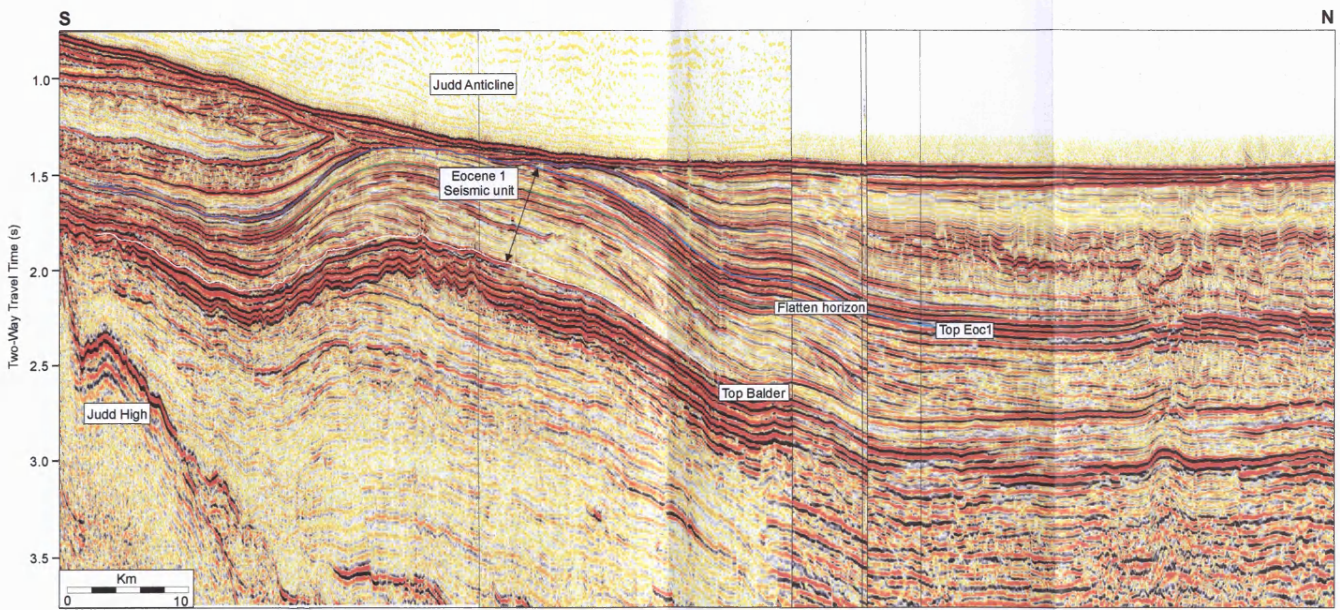 S
N
Judd Anticline
Eocene 1
Seismic unit
Flatten horizon
Top Eoc1
Top Balder
Judd High
Two-Way Travel Time (s)
1.0
1.5
2.0
2.5
3.0
3.5
Km
0 10